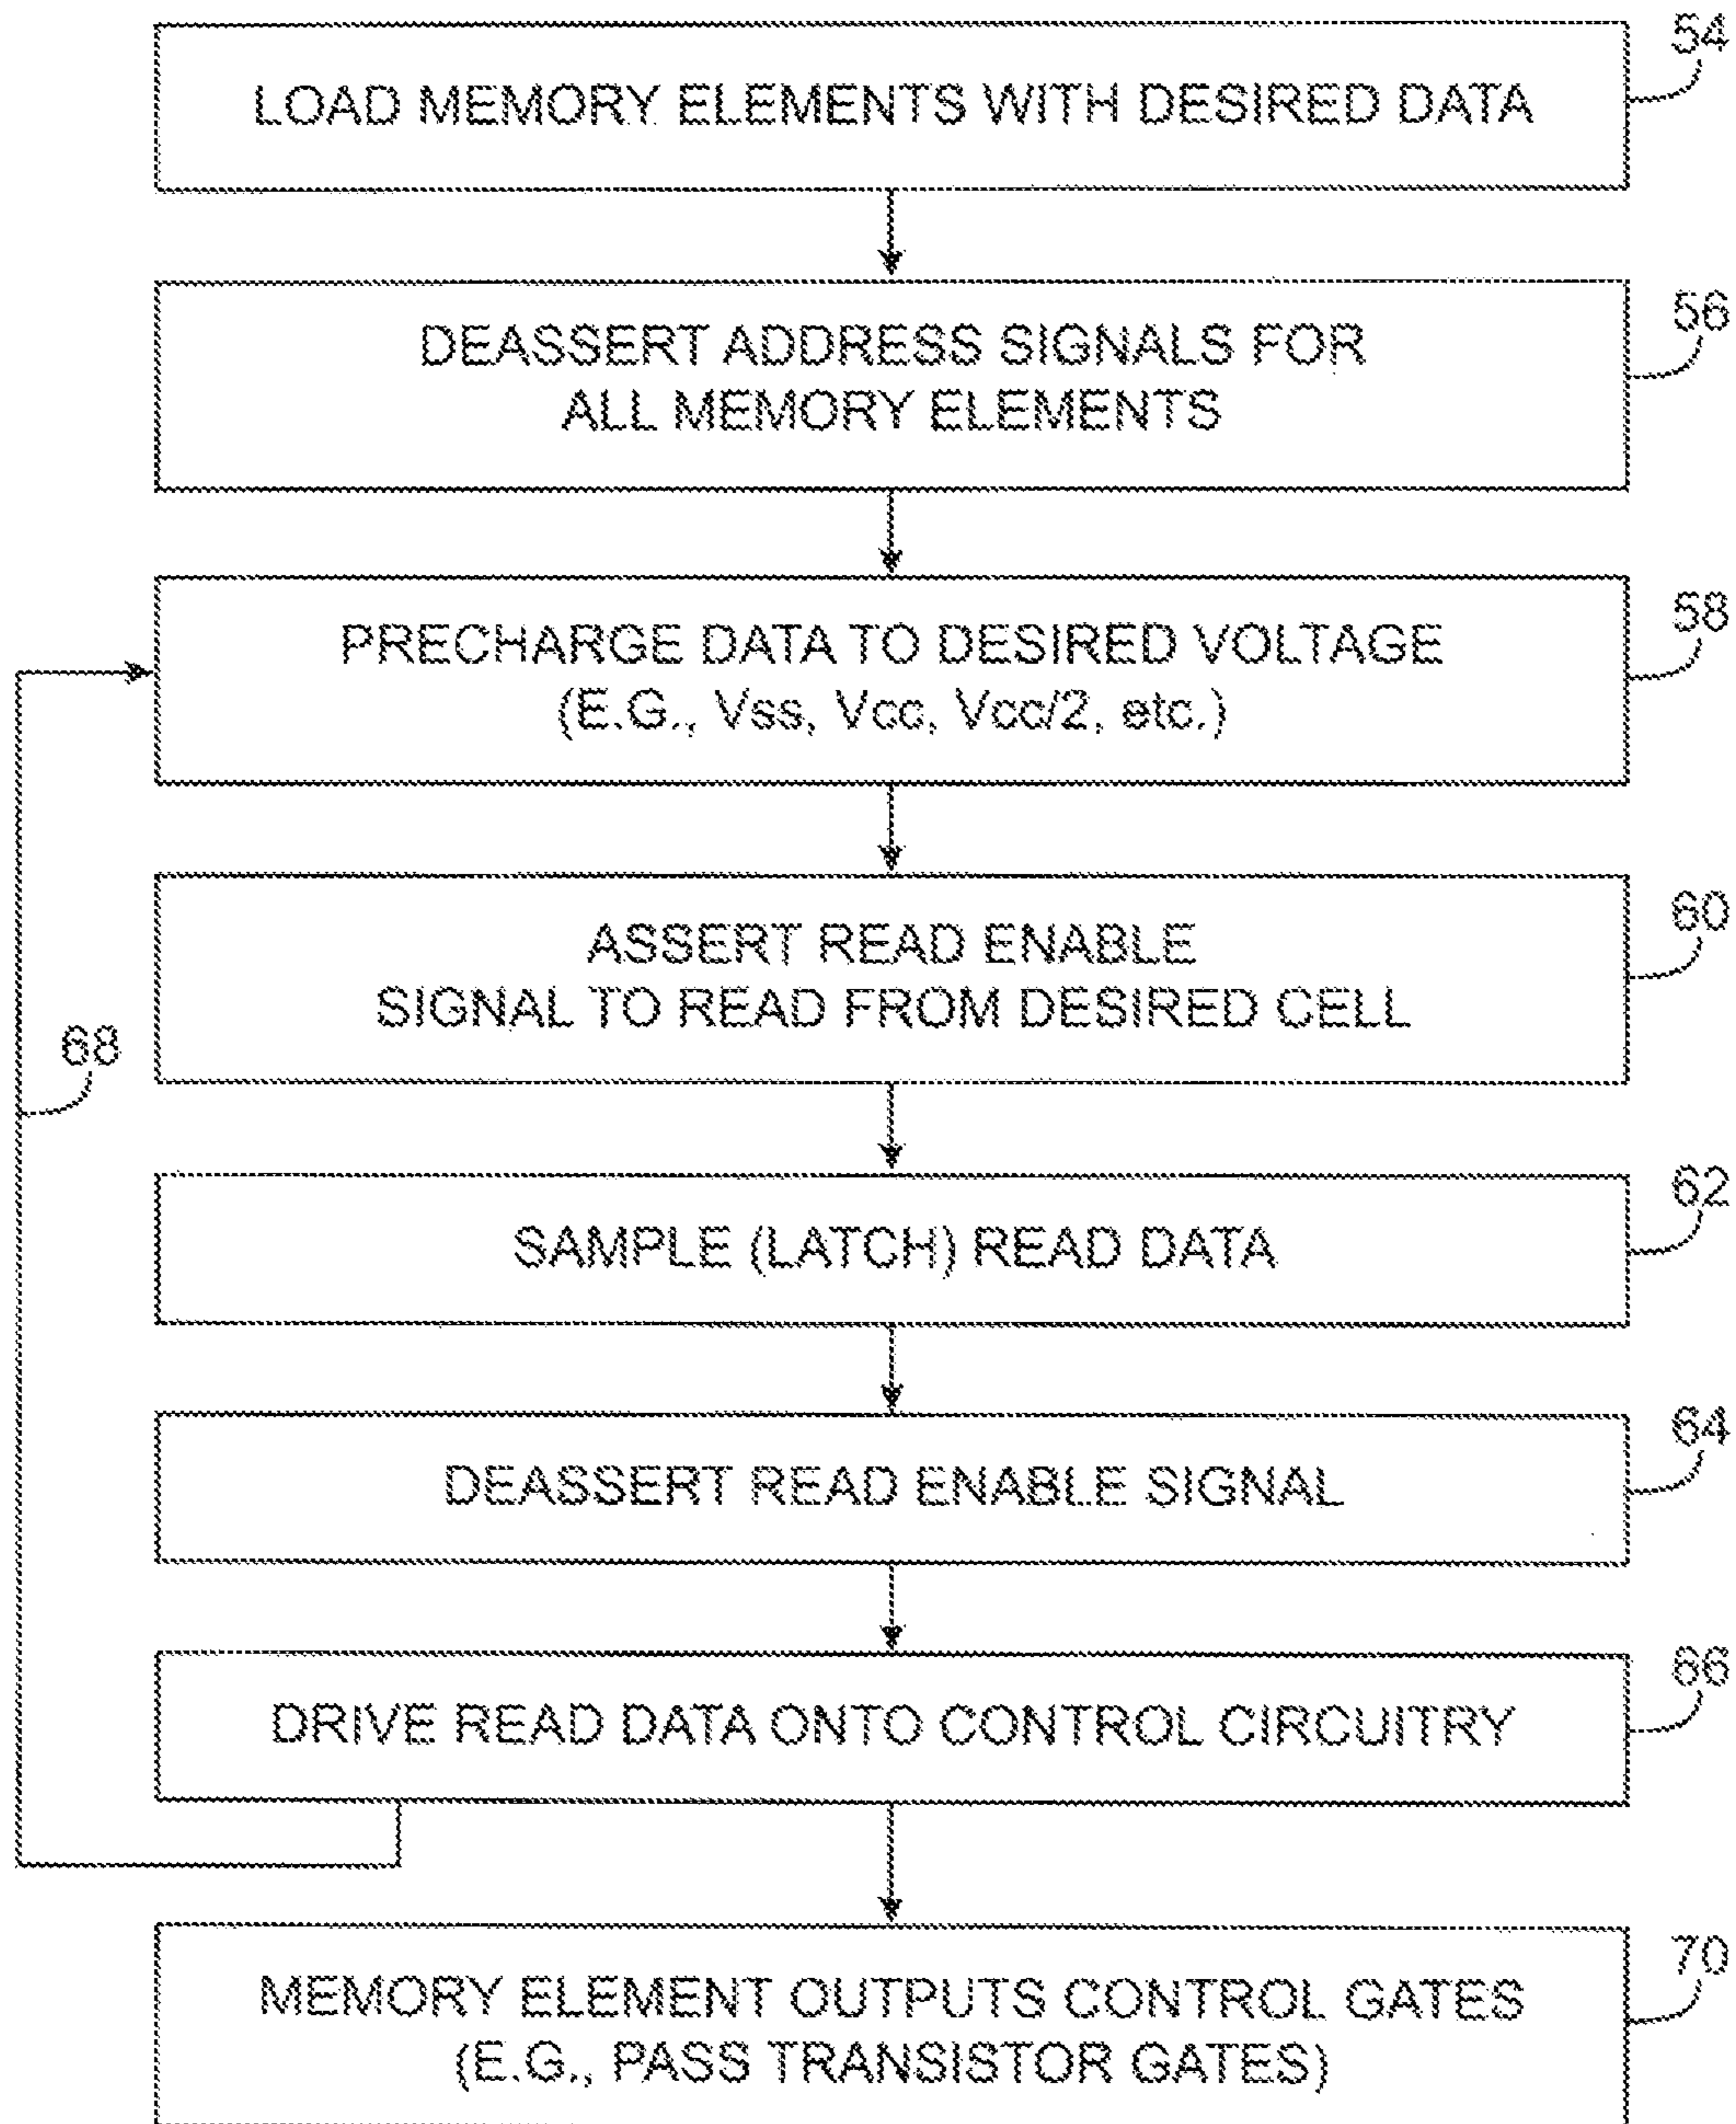 54
LOAD MEMORY ELEMENTS WITH DESIRED DATA
56
DEASSERT ADDRESS SIGNALS FOR
ALL MEMORY ELEMENTS
58
PRECHARGE DATA TO DESIRED VOLTAGE
(E.G., Vss, Vcc, Vcc/2, etc.)
60
ASSERT READ ENABLE
SIGNAL TO READ FROM DESIRED CELL
68
62
SAMPLE (LATCH) READ DATA
64
DEASSERT READ ENABLE SIGNAL
66
DRIVE READ DATA ONTO CONTROL CIRCUITRY
70
MEMORY ELEMENT OUTPUTS CONTROL GATES
(E.G., PASS TRANSISTOR GATES)